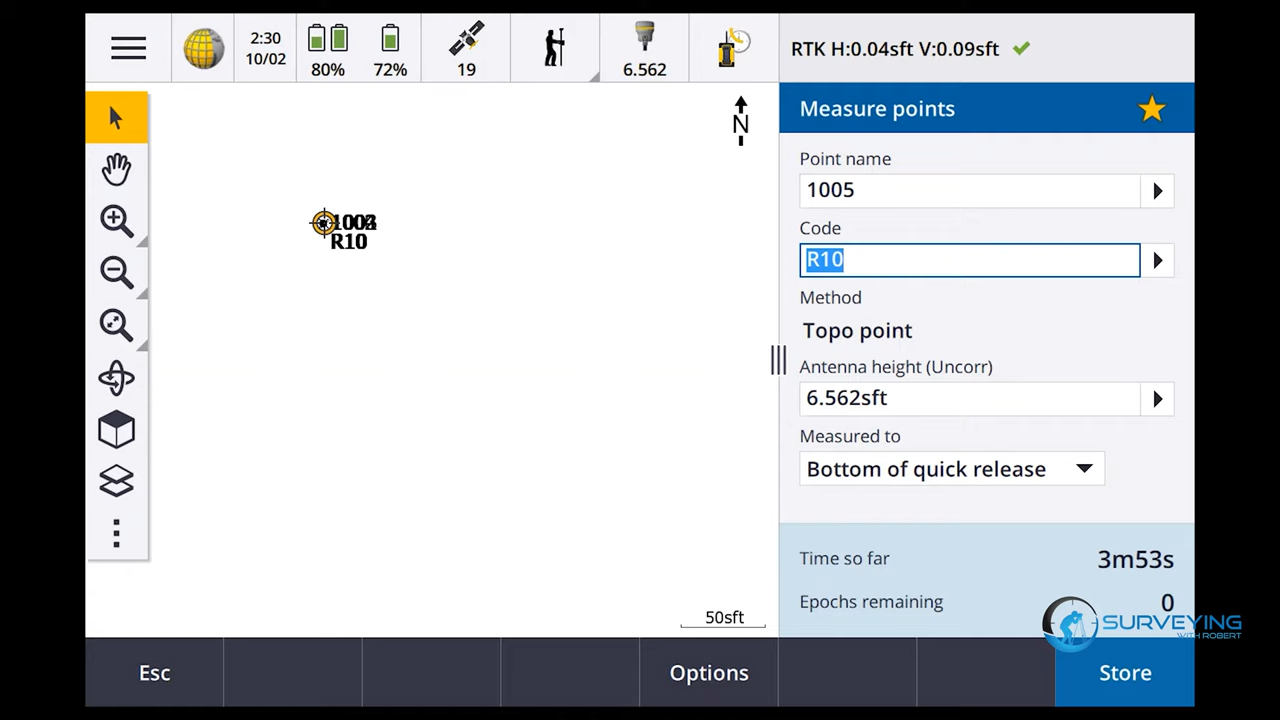 2:30
10/02
80%
72%
19
6.562
RTK H:0.04sft V:0.09sft
Measure points
N
Point name
1005
Code
R10
R10
Method
Topo point
Antenna height (Uncorr)
6.562sft
Measured to
Bottom of quick release
Time so far
3m53s
Epochs remaining
0
50sft
SURVEYING
WITH ROBERT
Esc
Options
Store